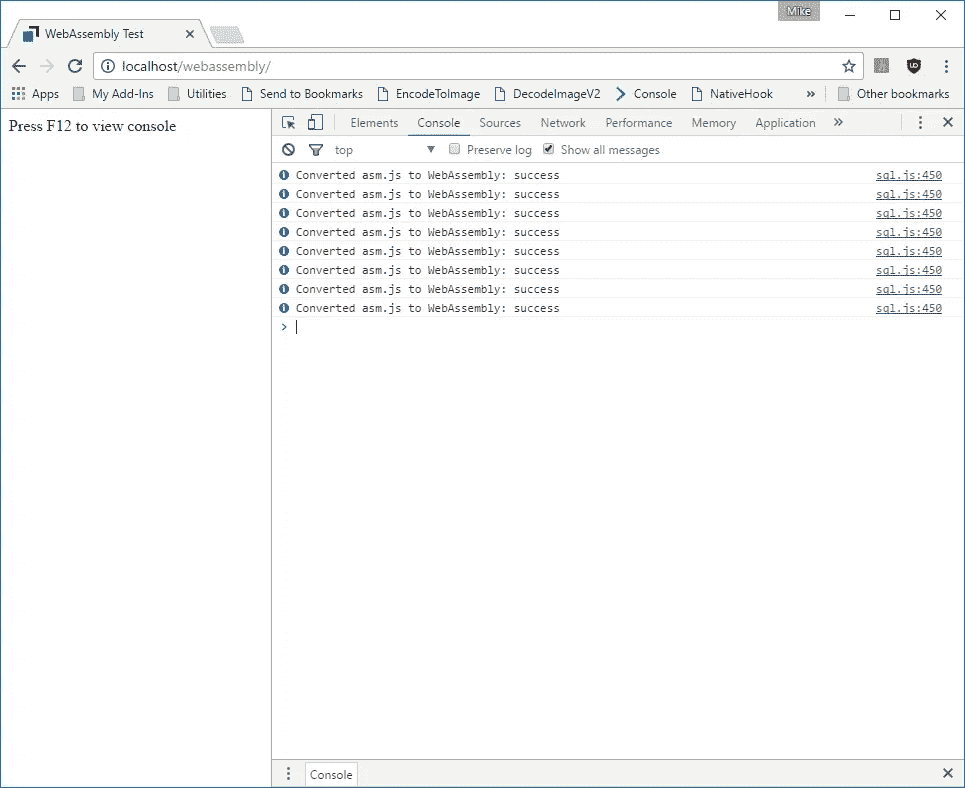 Mike
WebAssembly Test
localhost/webassembly/
Apps My Add-Ins Utilities Send to Bookmarks EncodeToImage DecodeImageV2 Console NativeHook » Other bookmarks
Press F12 to view console
Elements Console Sources Network Performance Memory Application »
top Preserve log Show all messages
Converted asm.js to WebAssembly: success sql.js:450
Converted asm.js to WebAssembly: success sql.js:450
Converted asm.js to WebAssembly: success sql.js:450
Converted asm.js to WebAssembly: success sql.js:450
Converted asm.js to WebAssembly: success sql.js:450
Converted asm.js to WebAssembly: success sql.js:450
Converted asm.js to WebAssembly: success sql.js:450
Converted asm.js to WebAssembly: success sql.js:450
>
Console